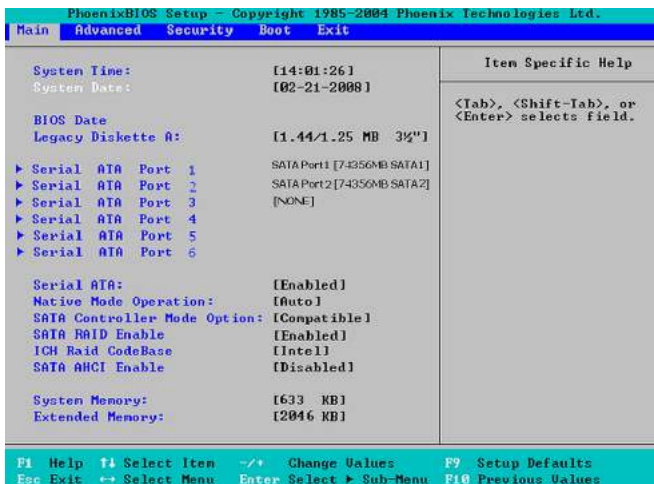 PhoenixBIOS Setup - Copyright 1985-2004 Phoenix Technologies Ltd.
Main Advanced Security Boot Exit
Item Specific Help
System Time: [14:01:26]
System Date: [02-21-2008]
<Tab>, <Shift-Tab>, or
<Enter> selects field.
BIOS Date
Legacy Diskette A: [1.44/1.25 MB 3½"]
▶ Serial ATA Port 1 SATA Port1 [74356MB SATA1]
▶ Serial ATA Port 2 SATA Port2 [74356MB SATA2]
▶ Serial ATA Port 3 [NONE]
▶ Serial ATA Port 4
▶ Serial ATA Port 5
▶ Serial ATA Port 6
Serial ATA: [Enabled]
Native Mode Operation: [Auto]
SATA Controller Mode Option: [Compatible]
SATA RAID Enable [Enabled]
ICH Raid CodeBase [Intel]
SATA AHCI Enable [Disabled]
System Memory: [633 KB]
Extended Memory: [2046 KB]
F1 Help ↑↓ Select Item -/+ Change Values F9 Setup Defaults
Esc Exit ↔ Select Menu Enter Select ▶ Sub-Menu F10 Previous Values